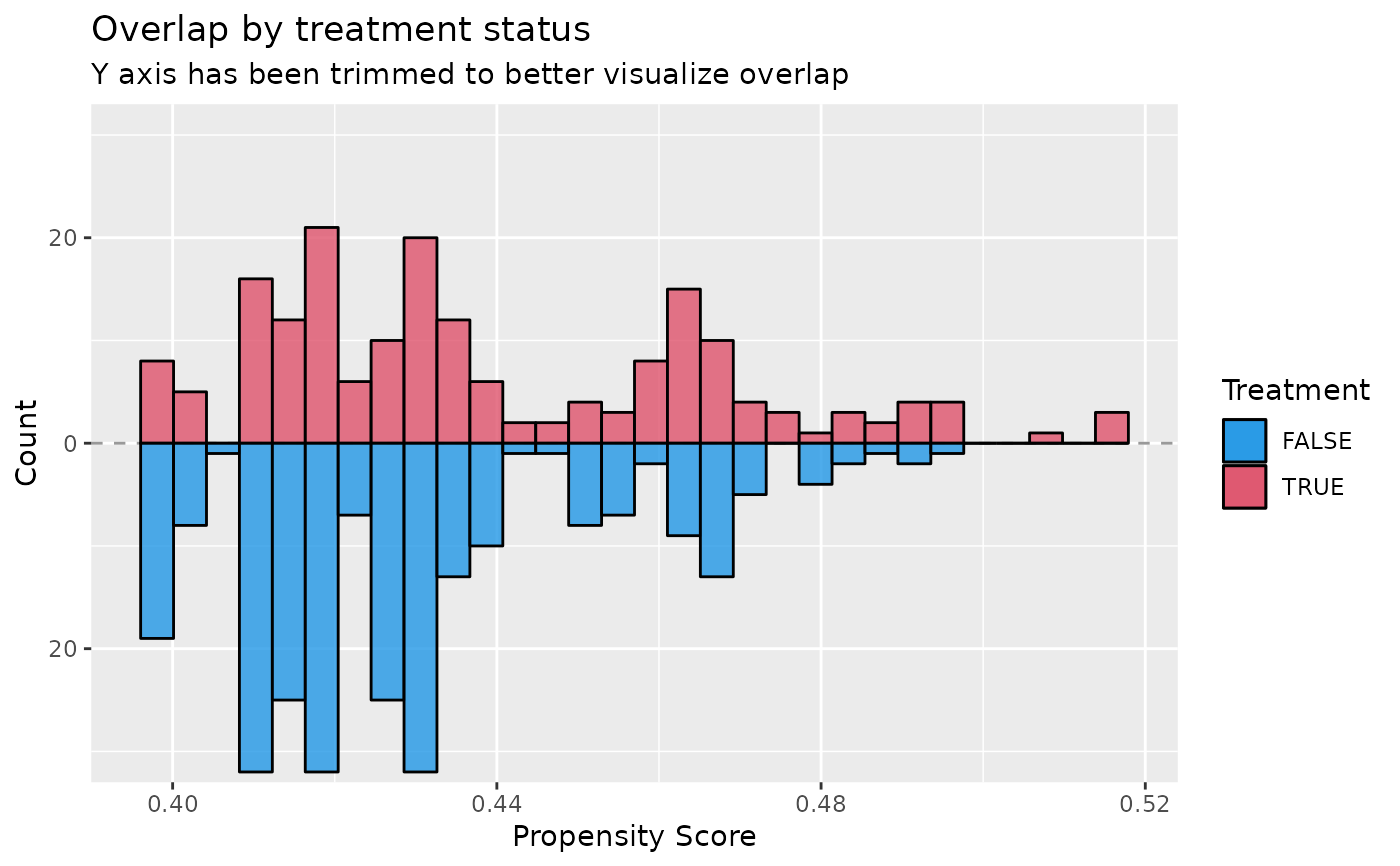 Overlap by treatment status
Y axis has been trimmed to better visualize overlap
Count
20
0
20
0.40
0.44
0.48
0.52
Propensity Score
Treatment
FALSE
TRUE